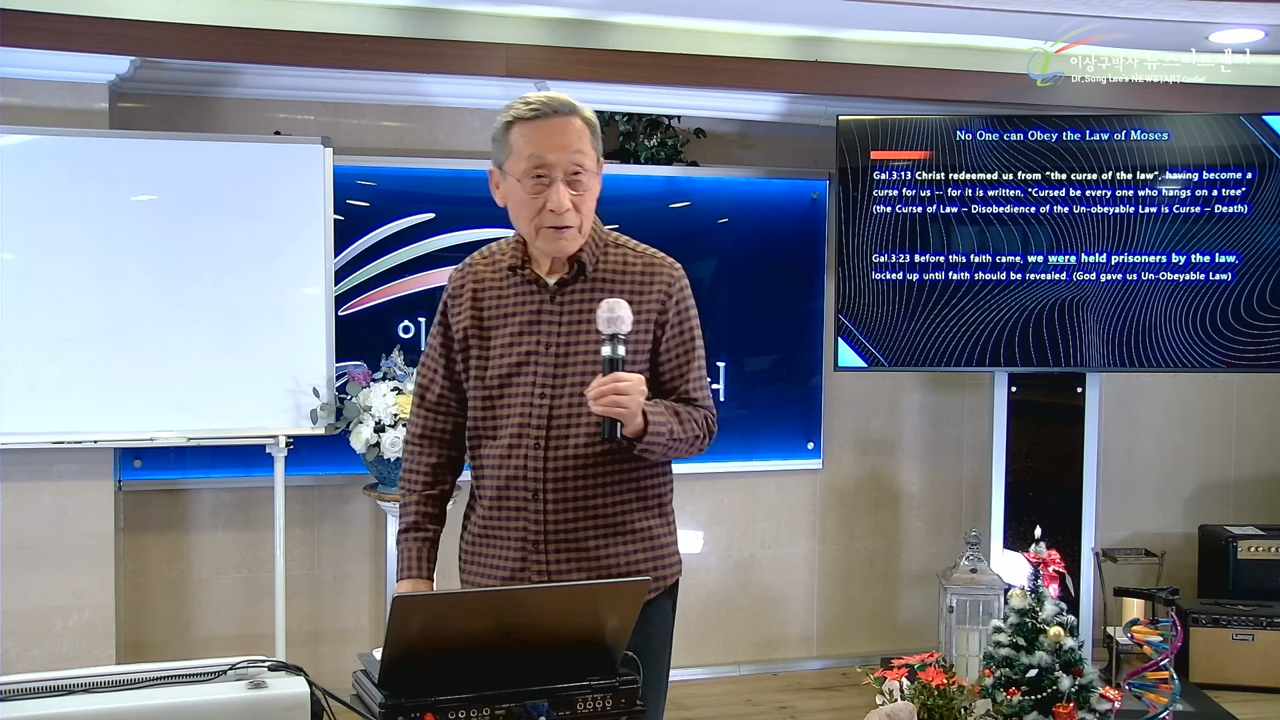 이상구박사 뉴스타트센터
Dr. Sang Lee's NEWSTART Center
No One can Obey the Law of Moses
Gal.3:13 Christ redeemed us from "the curse of the law", having become a
curse for us -- for it is written, "Cursed be every one who hangs on a tree"
(the Curse of Law – Disobedience of the Un-obeyable Law is Curse – Death)
Gal.3:23 Before this faith came, we were held prisoners by the law,
locked up until faith should be revealed. (God gave us Un-Obeyable Law)
이
Laney